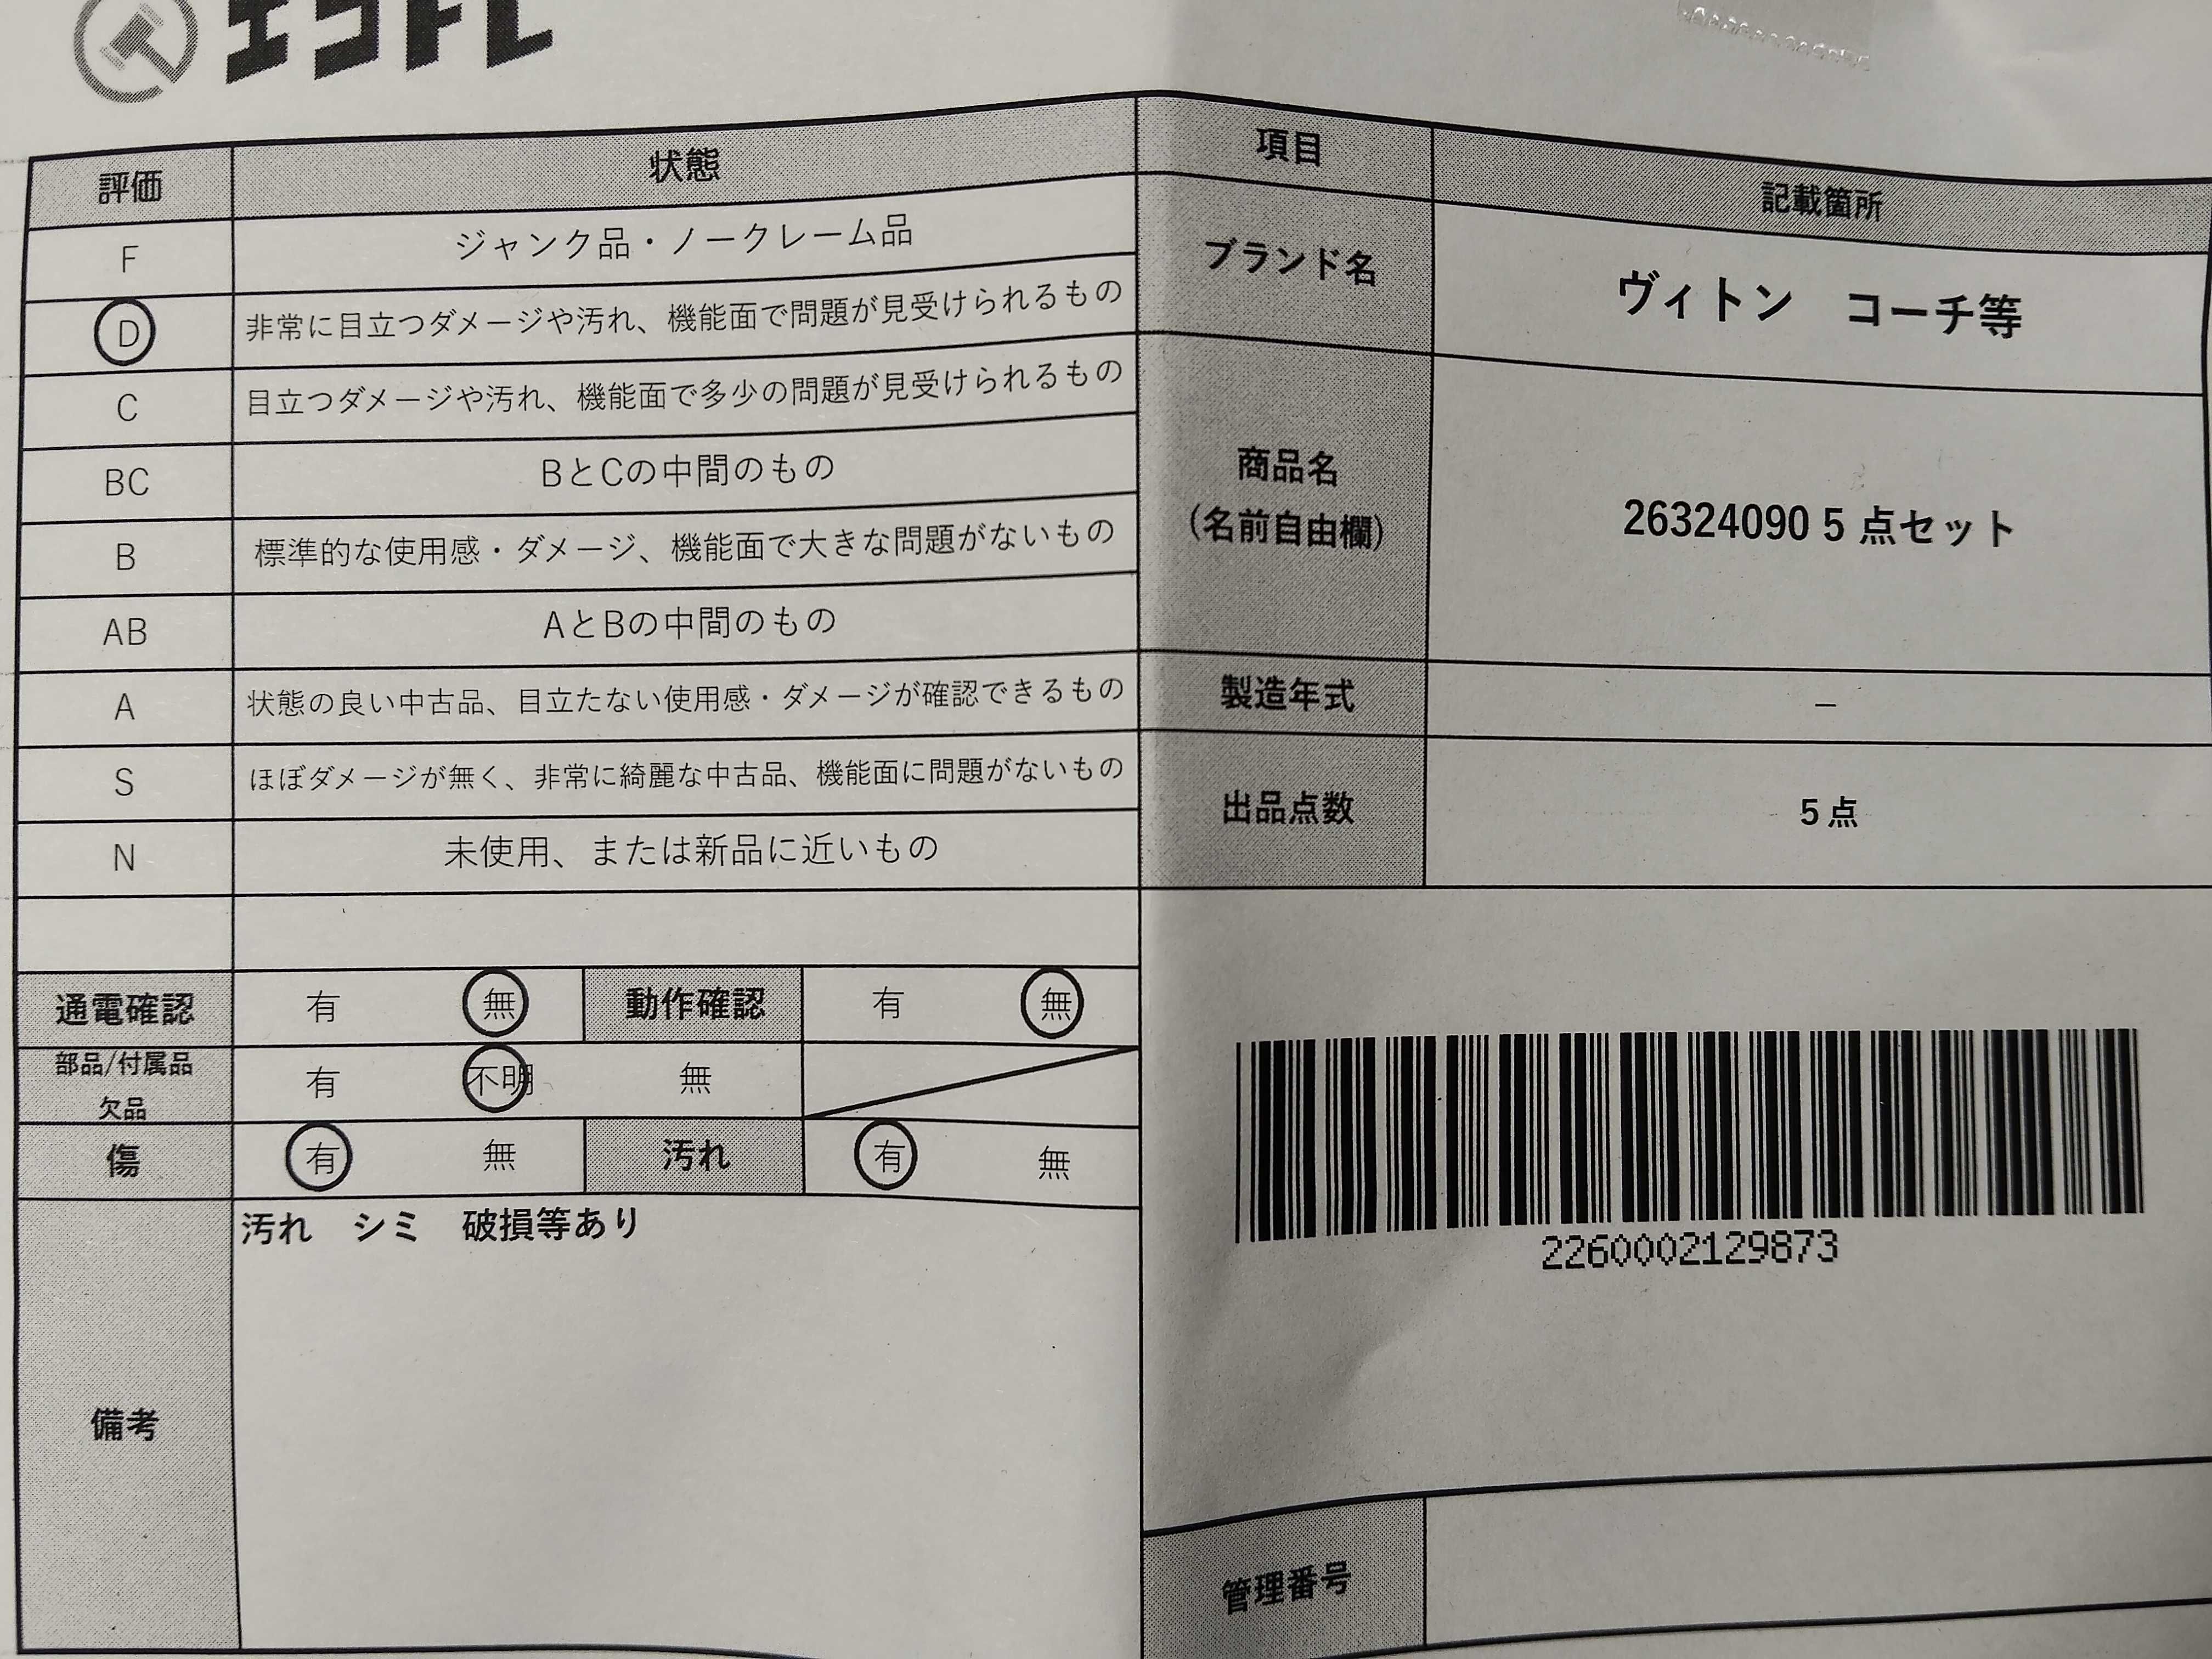 エコトレ
評価 状態
F ジャンク品・ノークレーム品
D 非常に目立つダメージや汚れ、機能面で問題が見受けられるもの
C 目立つダメージや汚れ、機能面で多少の問題が見受けられるもの
BC BとCの中間のもの
B 標準的な使用感・ダメージ、機能面で大きな問題がないもの
AB AとBの中間のもの
A 状態の良い中古品、目立たない使用感・ダメージが確認できるもの
S ほぼダメージが無く、非常に綺麗な中古品、機能面に問題がないもの
N 未使用、または新品に近いもの
通電確認 有 無 動作確認 有 無
部品/付属品
欠品 有 不明 無
傷 有 無 汚れ 有 無
備考 汚れ シミ 破損等あり
項目 記載箇所
ブランド名 ヴィトン コーチ等
商品名
(名前自由欄) 26324090 5 点セット
製造年式 –
出品点数 5 点
2260002129873
管理番号